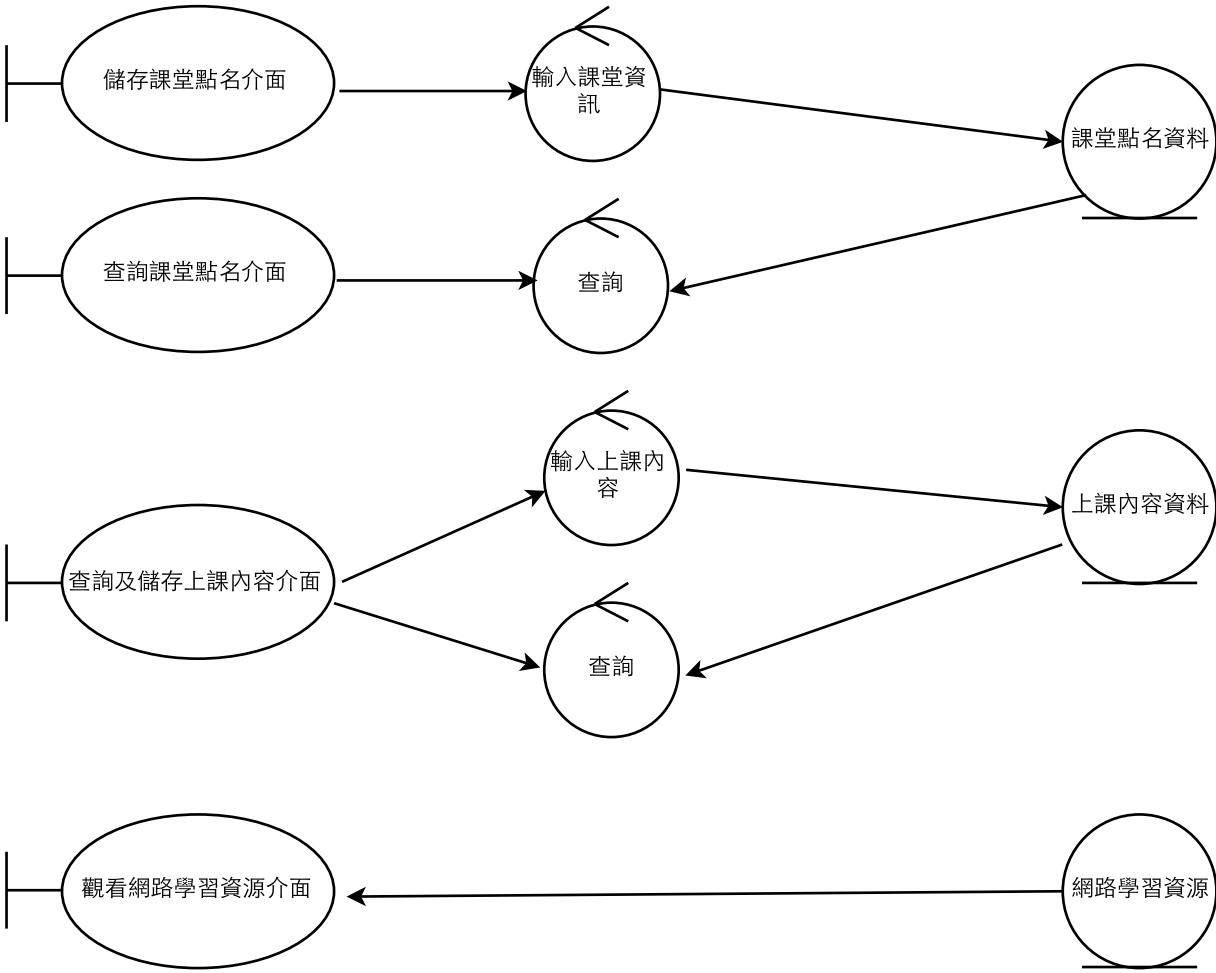 儲存課堂點名介面
輸入課堂資
訊
課堂點名資料
查詢課堂點名介面
查詢
輸入上課內
容
上課內容資料
查詢及儲存上課內容介面
查詢
觀看網路學習資源介面
網路學習資源